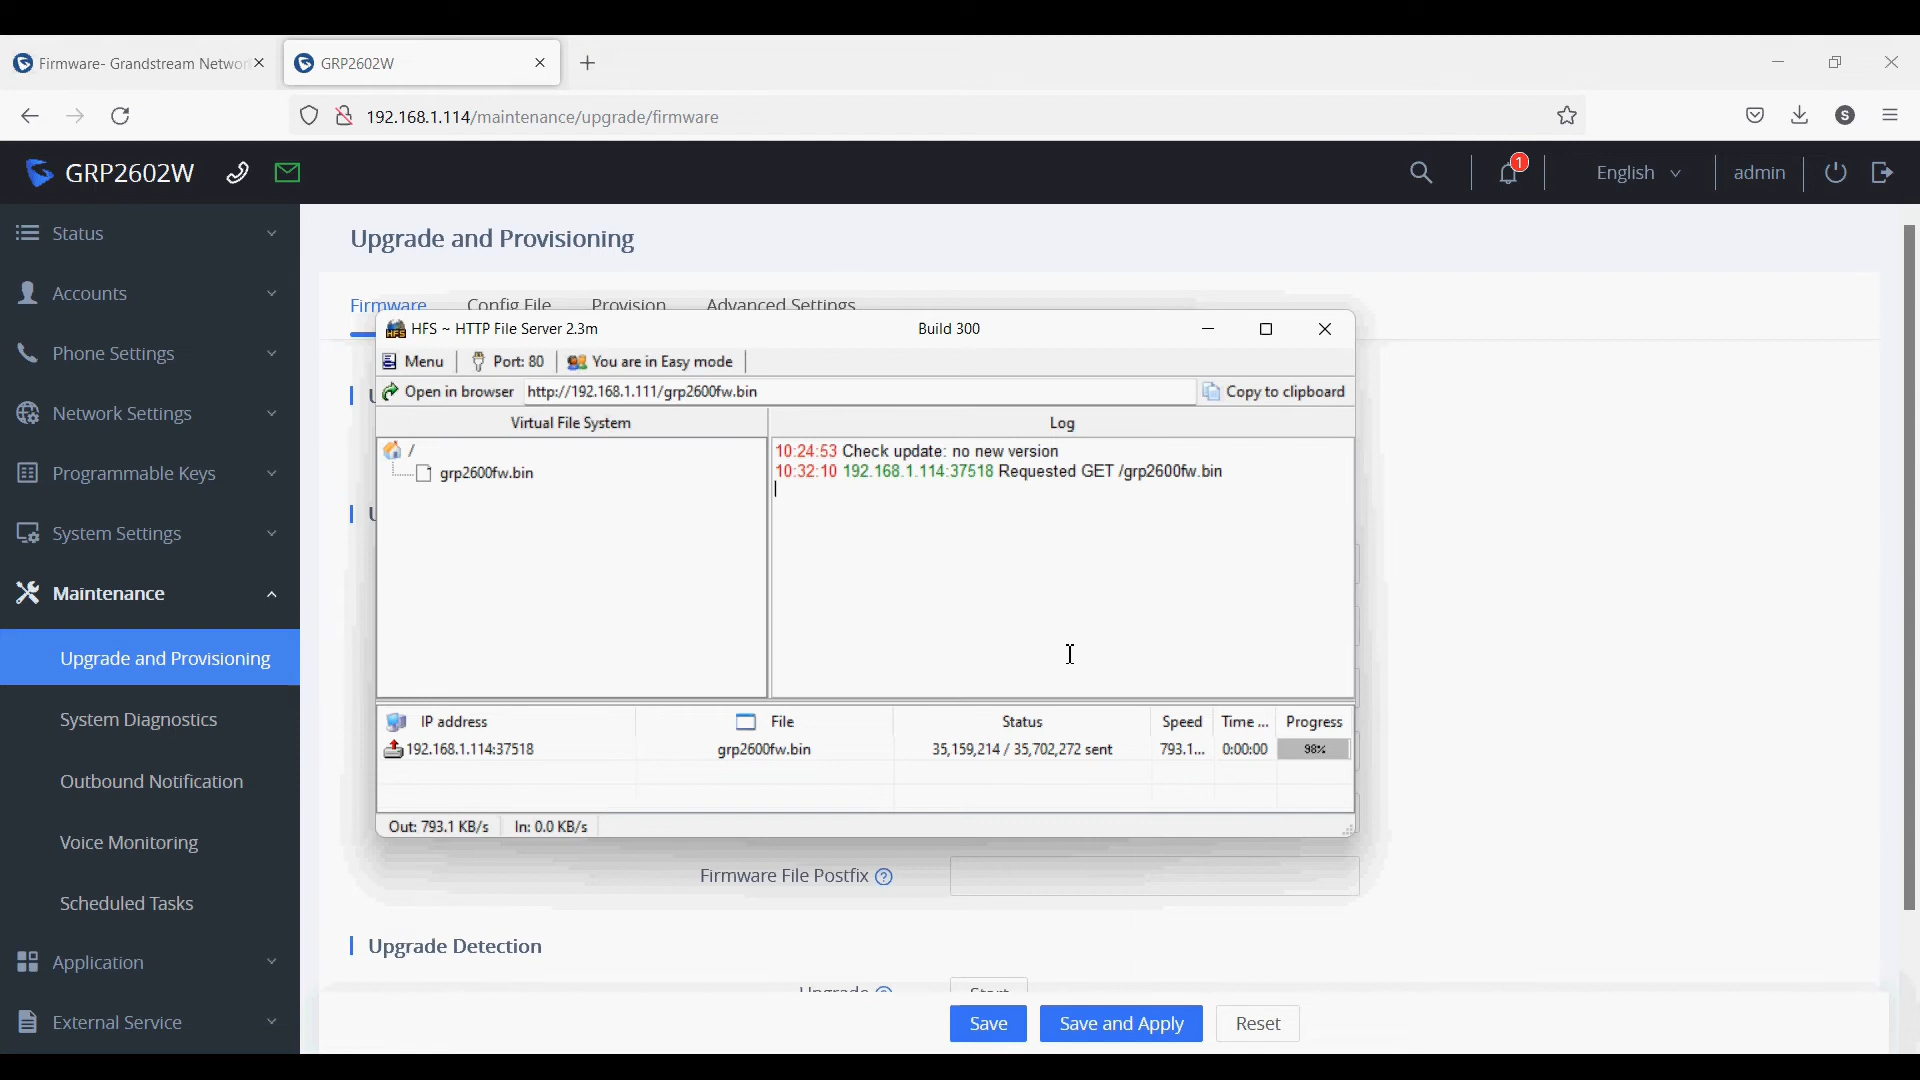 Firmware- Grandstream Networ
GRP2602W
192.168.1.114/maintenance/upgrade/firmware
S
GRP2602W
1
English
admin
Status
Accounts
Phone Settings
Network Settings
Programmable Keys
System Settings
Maintenance
Upgrade and Provisioning
System Diagnostics
Outbound Notification
Voice Monitoring
Scheduled Tasks
Application
External Service
Upgrade and Provisioning
Firmware Config File Provision Advanced Settings
HFS ~ HTTP File Server 2.3m Build 300
Menu Port: 80 You are in Easy mode
Open in browser http://192.168.1.111/grp2600fw.bin Copy to clipboard
Virtual File System Log
/
grp2600fw.bin
10:24:53 Check update: no new version
10:32:10 192.168.1.114:37518 Requested GET /grp2600fw.bin
IP address File Status Speed Time ... Progress
192.168.1.114:37518 grp2600fw.bin 35,159,214 / 35,702,272 sent 793.1... 0:00:00 98%
Out: 793.1 KB/s In: 0.0 KB/s
Firmware File Postfix ?
Upgrade Detection
Upgrade Start
Save Save and Apply Reset